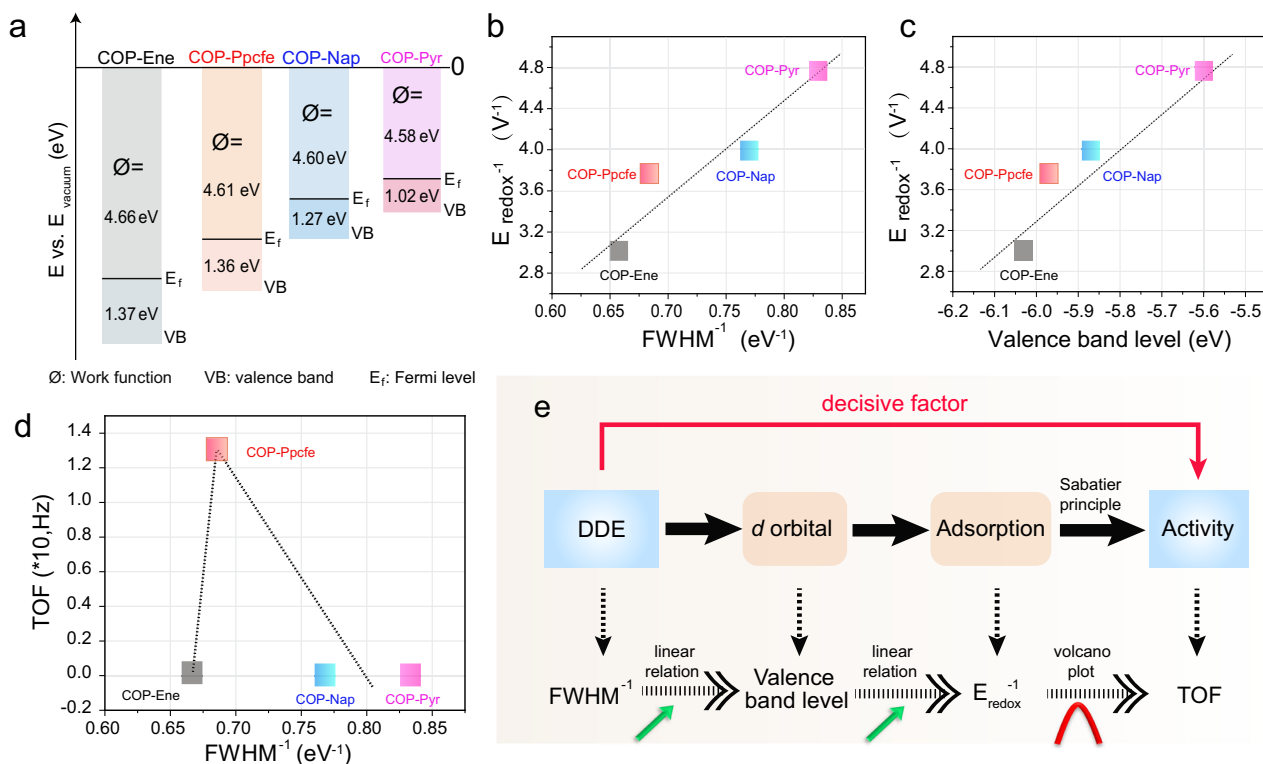 a
COP-Ene COP-Ppcfe COP-Nap COP-Pyr
0
E vs. E vacuum (eV)
Ø=
4.66 eV
Ef
1.37 eV
VB
Ø=
4.61 eV
Ef
1.36 eV
VB
Ø=
4.60 eV
Ef
1.27 eV
VB
Ø=
4.58 eV
Ef
1.02 eV
VB
Ø: Work function VB: valence band Ef: Fermi level
b
E redox⁻¹ (V⁻¹)
4.8
4.4
4.0
3.6
3.2
2.8
COP-Pyr
COP-Ppcfe
COP-Nap
COP-Ene
0.60 0.65 0.70 0.75 0.80 0.85
FWHM⁻¹ (eV⁻¹)
c
E redox⁻¹ (V⁻¹)
4.8
4.4
4.0
3.6
3.2
2.8
COP-Pyr
COP-Ppcfe
COP-Nap
COP-Ene
-6.2 -6.1 -6.0 -5.9 -5.8 -5.7 -5.6 -5.5
Valence band level (eV)
d
TOF (*10,Hz)
1.4
1.2
1.0
0.8
0.6
0.4
0.2
0.0
-0.2
COP-Ppcfe
COP-Ene
COP-Nap
COP-Pyr
0.60 0.65 0.70 0.75 0.80 0.85
FWHM⁻¹ (eV⁻¹)
e
decisive factor
DDE
d orbital
Adsorption
Sabatier
principle
Activity
FWHM⁻¹
linear
relation
Valence
band level
linear
relation
E redox⁻¹
volcano
plot
TOF